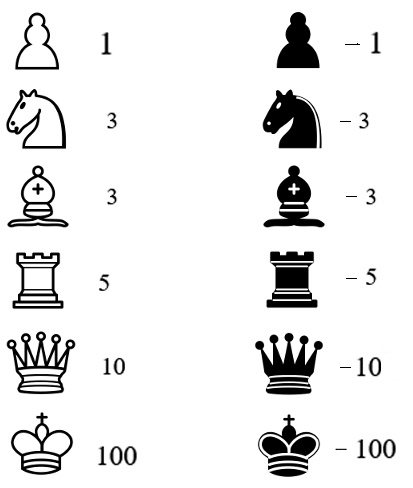 1 – 1
3 – 3
3 – 3
5 – 5
10 –10
100 – 100